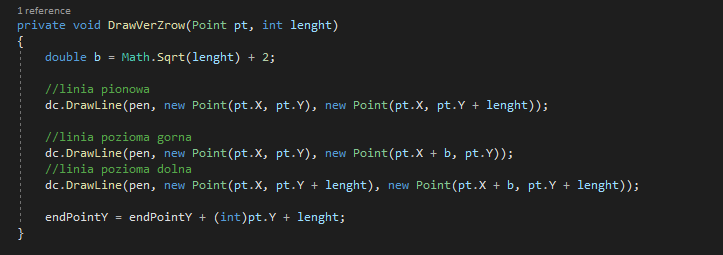 1 reference
private void DrawVerZrow(Point pt, int lenght)
{
double b = Math.Sqrt(lenght) + 2;
//linia pionowa
dc.DrawLine(pen, new Point(pt.X, pt.Y), new Point(pt.X, pt.Y + lenght));
//linia pozioma gorna
dc.DrawLine(pen, new Point(pt.X, pt.Y), new Point(pt.X + b, pt.Y));
//linia pozioma dolna
dc.DrawLine(pen, new Point(pt.X, pt.Y + lenght), new Point(pt.X + b, pt.Y + lenght));
endPointY = endPointY + (int)pt.Y + lenght;
}